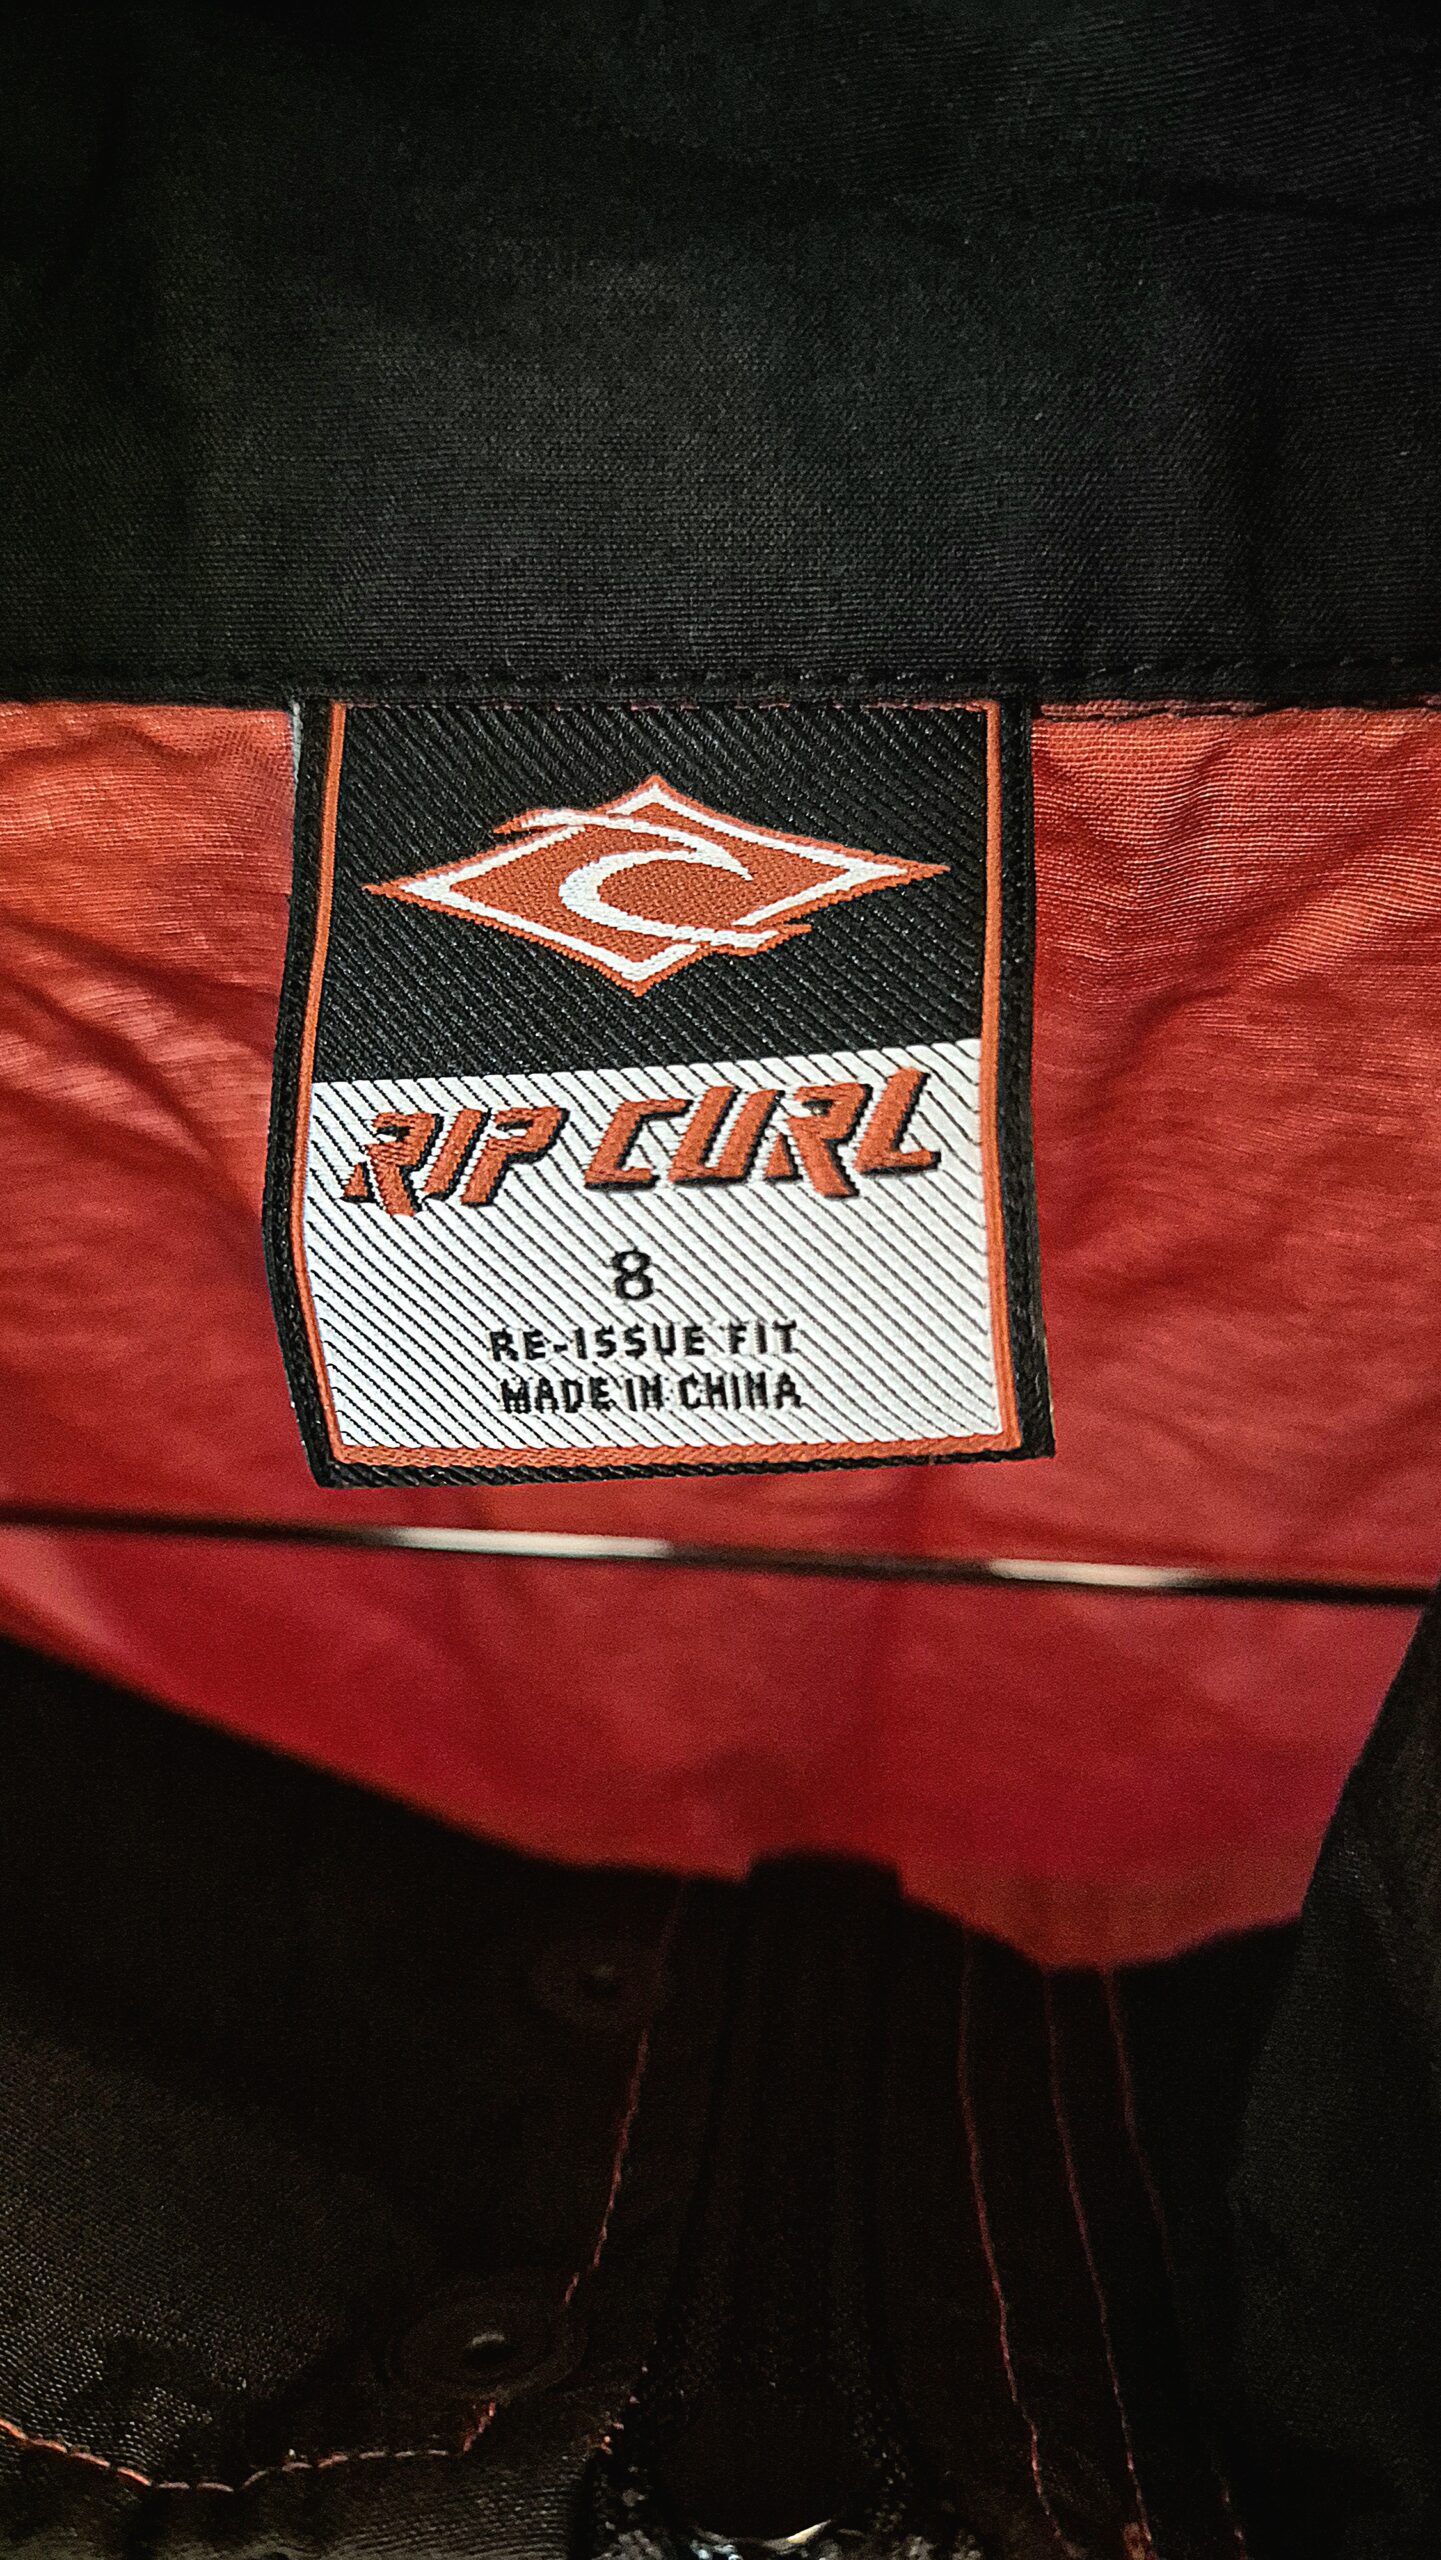 RIP CURL
8
RE-ISSUE FIT
MADE IN CHINA